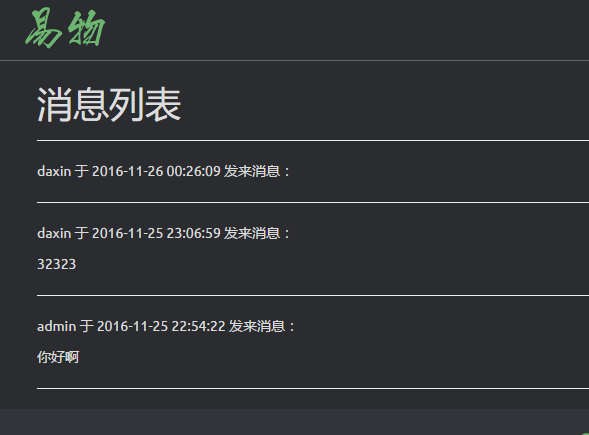 易物
消息列表
daxin 于 2016-11-26 00:26:09 发来消息：
daxin 于 2016-11-25 23:06:59 发来消息：
32323
admin 于 2016-11-25 22:54:22 发来消息：
你好啊